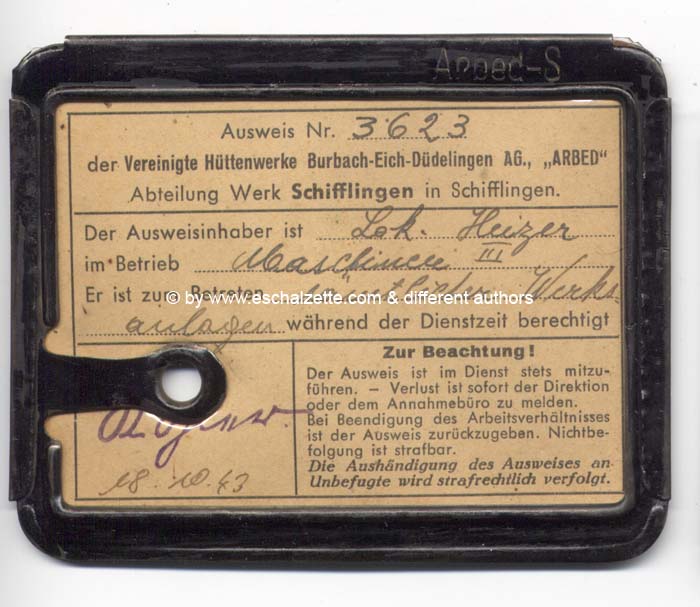 Arbed-S
Ausweis Nr. 3623
der Vereinigte Hüttenwerke Burbach-Eich-Düdelingen AG., „ARBED"
Abteilung Werk Schifflingen in Schifflingen.
Der Ausweisinhaber ist Lok. Heizer
im Betrieb Maschinen III
Er ist zum Betreten sämtlicher Werks-
© by www.eschalzette.com & different authors
anlagen während der Dienstzeit berechtigt
18.10.43
Zur Beachtung!
Der Ausweis ist im Dienst stets mitzu-
führen. – Verlust ist sofort der Direktion
oder dem Annahmebüro zu melden.
Bei Beendigung des Arbeitsverhältnisses
ist der Ausweis zurückzugeben. Nichtbe-
folgung ist strafbar.
Die Aushändigung des Ausweises an
Unbefugte wird strafrechtlich verfolgt.